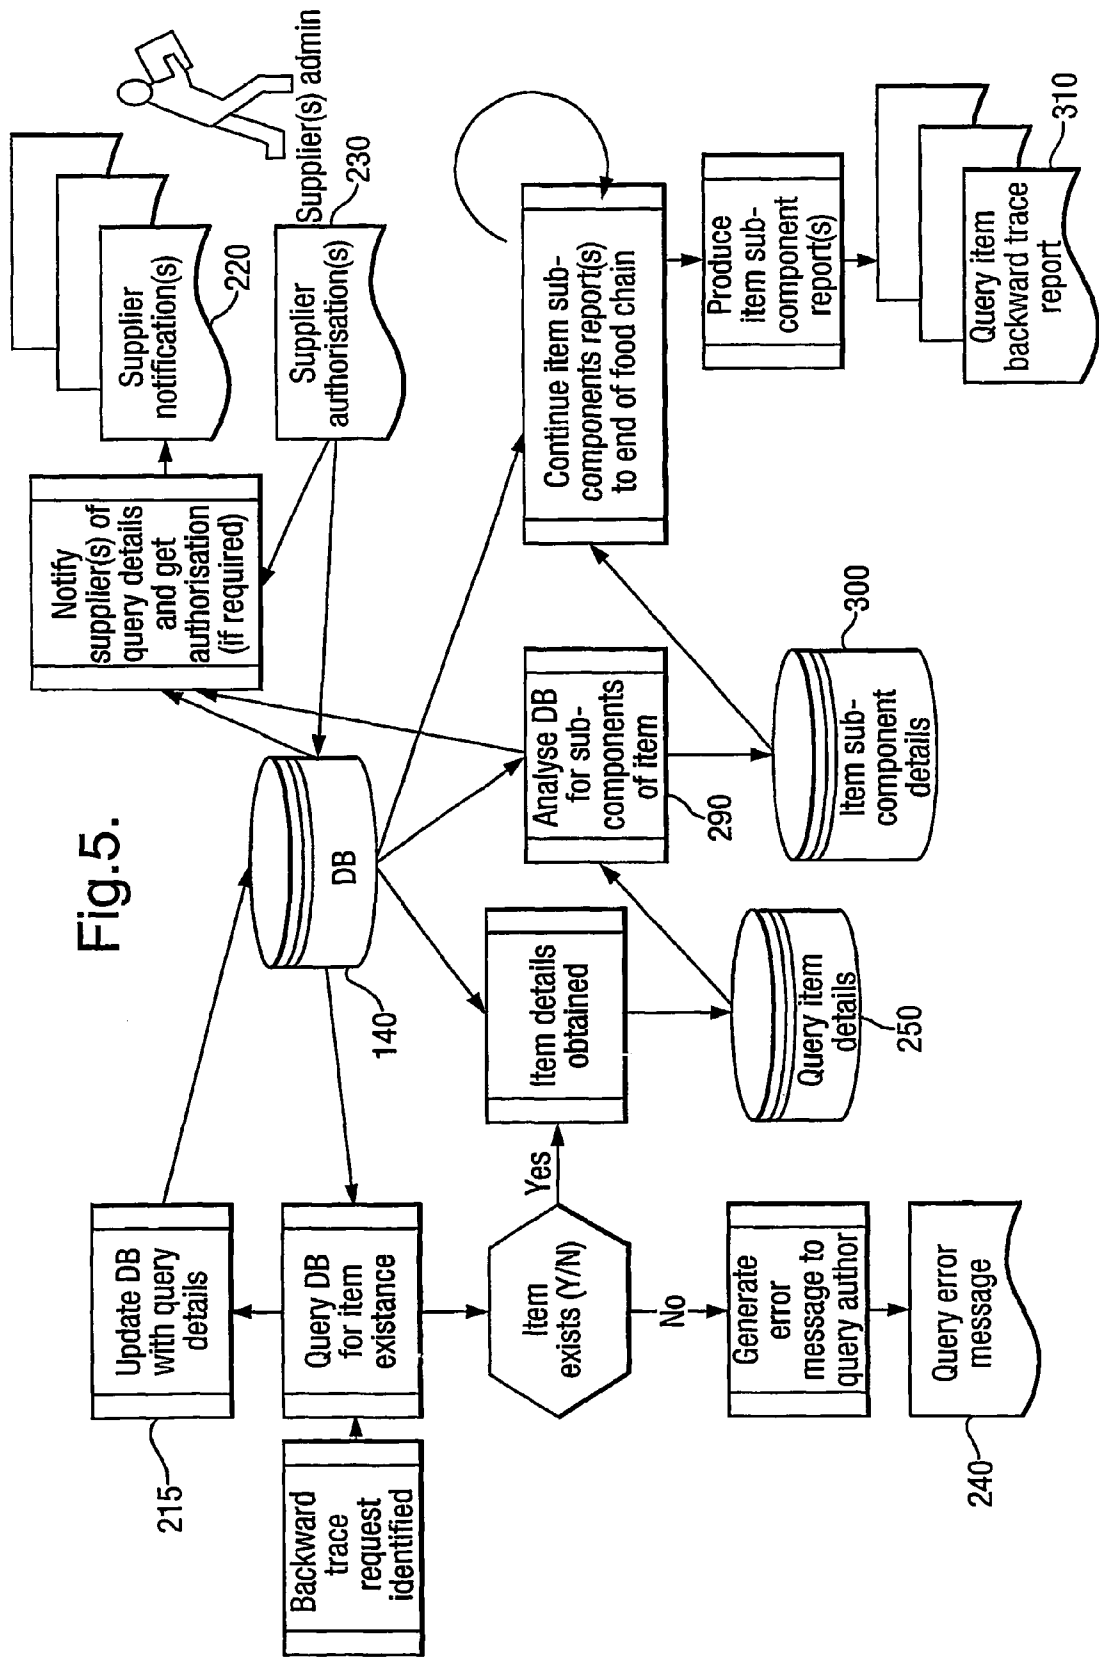 Fig.5.
215
Update DB
with query
details
Backward
trace
request
identified
Query DB
for item
existance
Item
exists (Y/N)
Yes
No
Generate
error
message to
query author
Query error
message
240
140
DB
Item details
obtained
Query item
details
250
Notify
supplier(s) of
query details
and get
authorisation
(if required)
Supplier
notification(s)
220
Supplier(s) admin
Supplier
authorisation(s)
230
Analyse DB
for sub-
components
of item
290
Item sub-
component
details
300
Continue item sub-
components report(s)
to end of food chain
Produce
item sub-
component
report(s)
Query item
backward trace
report
310